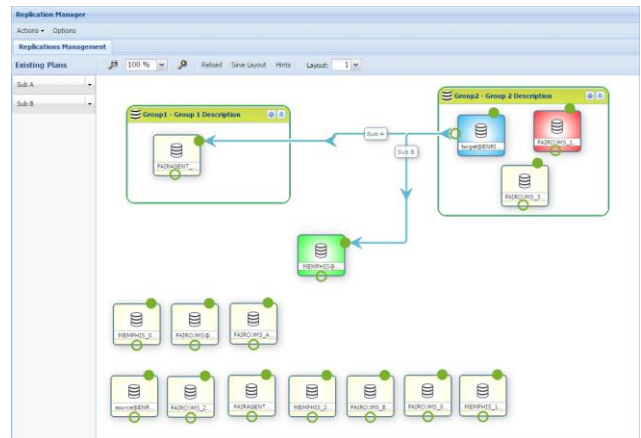 Replication Manager
Actions Options
Replications Management
Existing Plans 100 % Reload Save Layout Hints Layout: 1
Sub A
Sub B
Group1 - Group 1 Description
FAIRAGENT_...
Sub A
Sub B
Group2 - Group 2 Description
target@ENRI...
FAIRCOMS_1...
FAIRCOMS_3...
MEMPHIS@...
MEMPHIS_0... FAIRCOMS@... FAIRCOMS_A...
source@ENR... FAIRCOMS_2... FAIRAGENT... MEMPHIS_2... FAIRCOMS_E... FAIRCOMS_0... MEMPHIS_1...